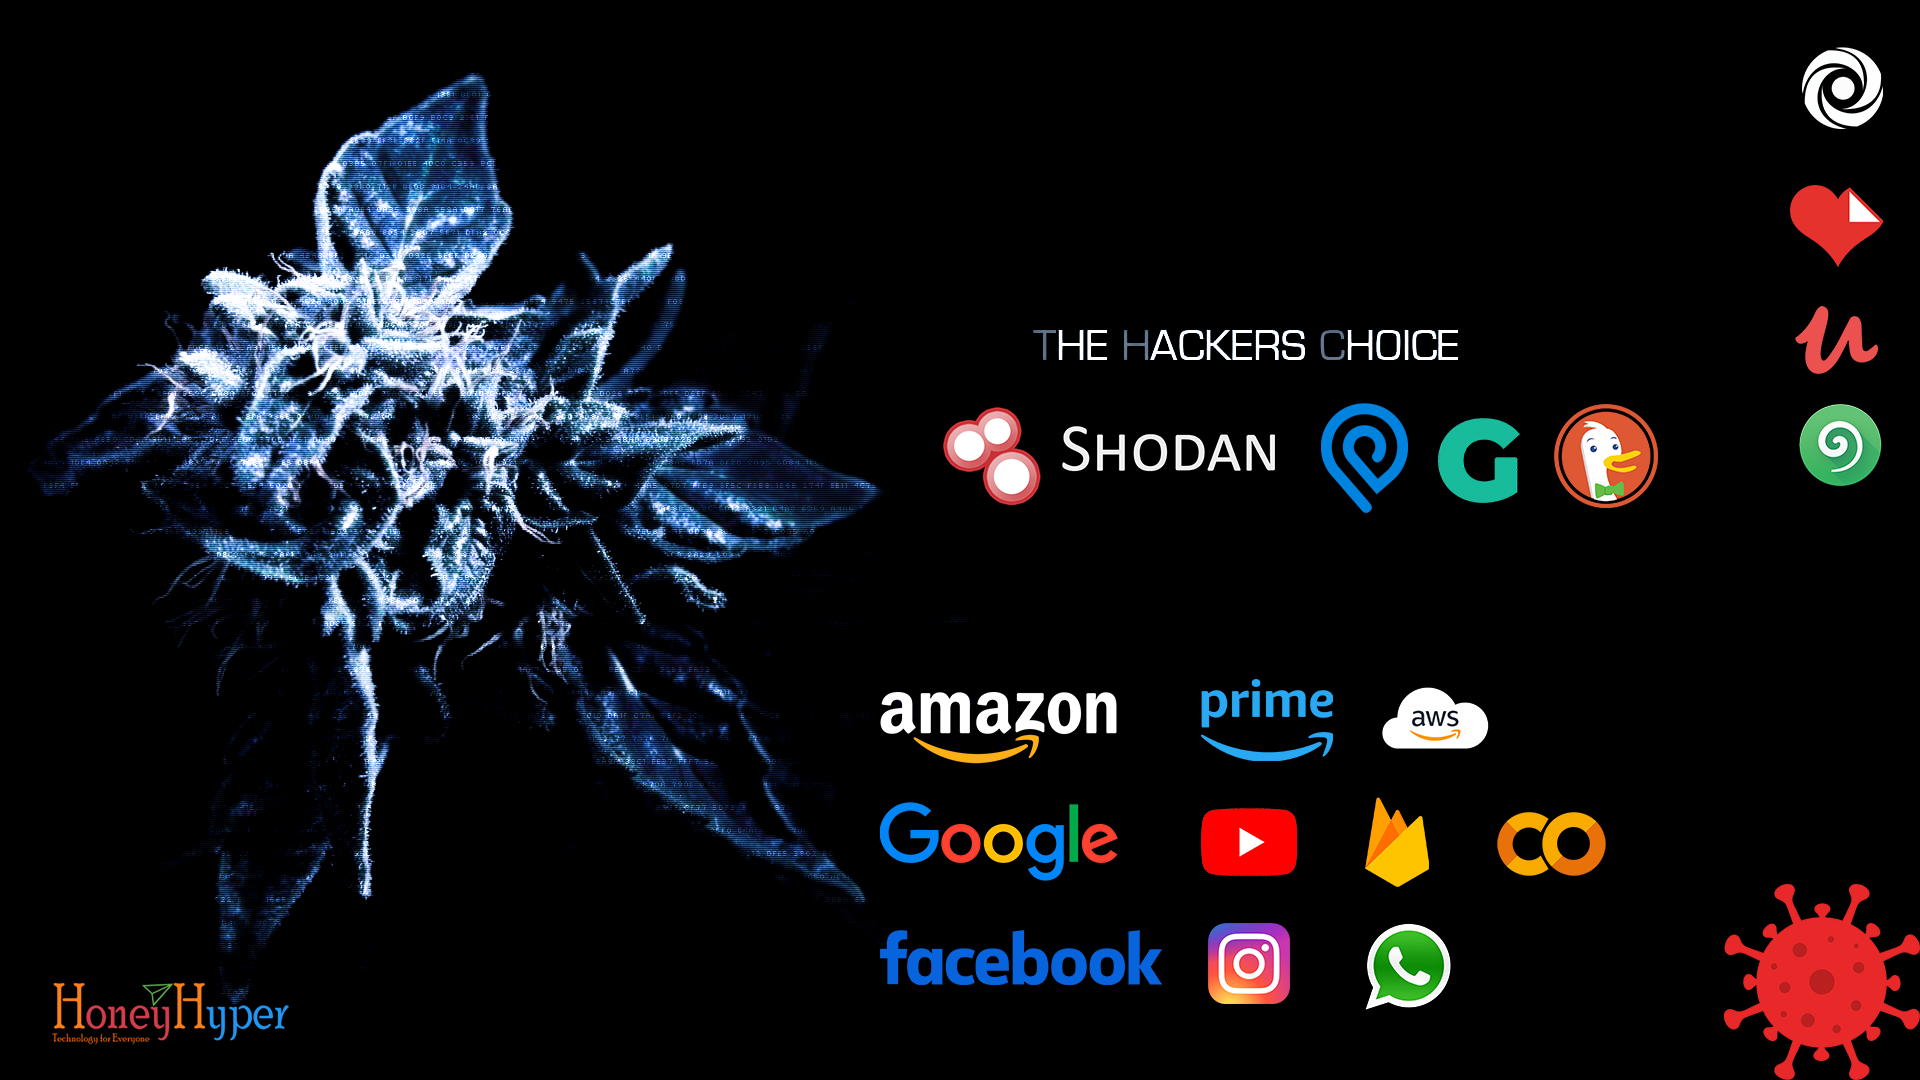 THE HACKERS CHOICE
SHODAN
G
amazon
prime
aws
Google
facebook
HoneyHyper
Technology for Everyone